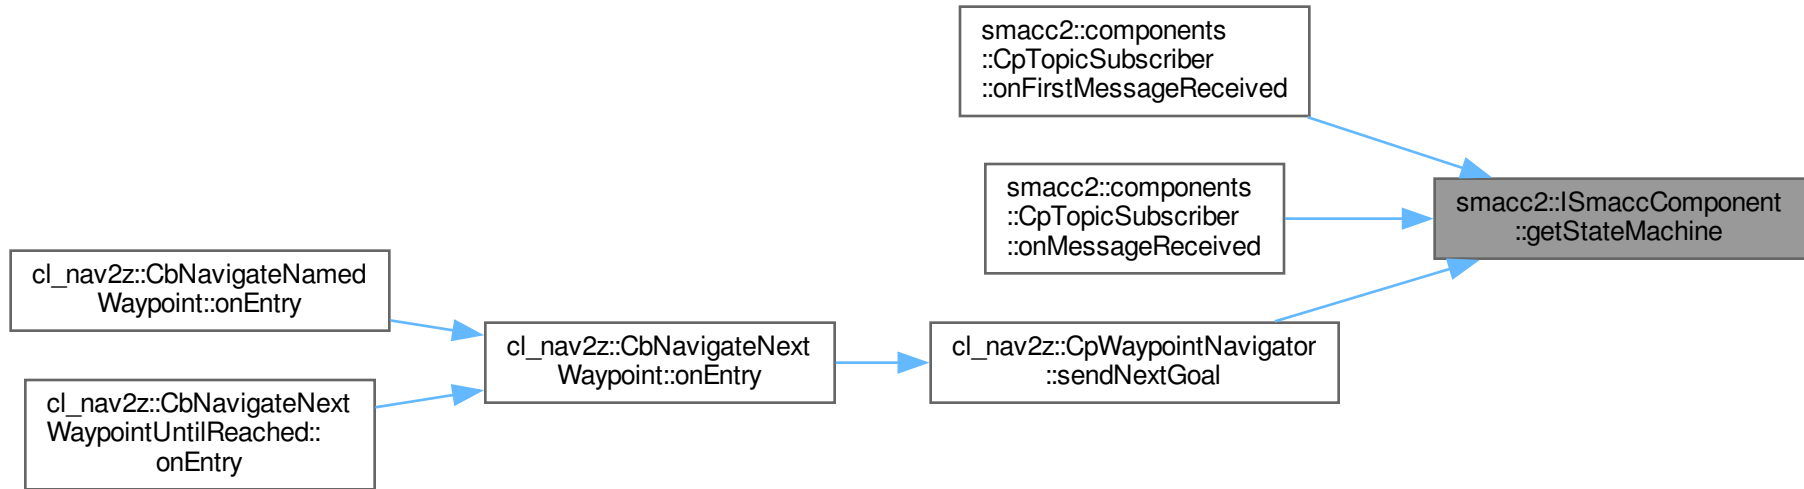 smacc2::components
::CpTopicSubscriber
::onFirstMessageReceived
smacc2::components
::CpTopicSubscriber
::onMessageReceived
smacc2::ISmaccComponent
::getStateMachine
cl_nav2z::CbNavigateNamed
Waypoint::onEntry
cl_nav2z::CbNavigateNext
Waypoint::onEntry
cl_nav2z::CpWaypointNavigator
::sendNextGoal
cl_nav2z::CbNavigateNext
WaypointUntilReached::
onEntry